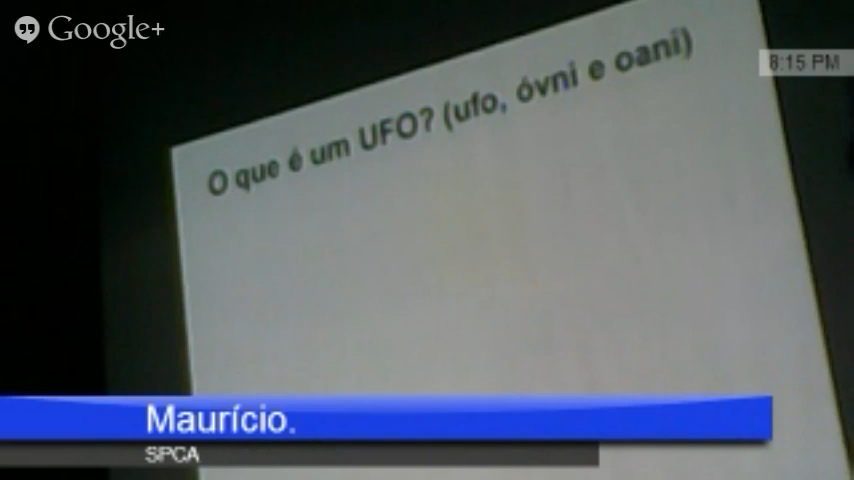 Google+
8:15 PM
O que é um UFO? (ufo, óvni e oani)
Maurício.
SPCA